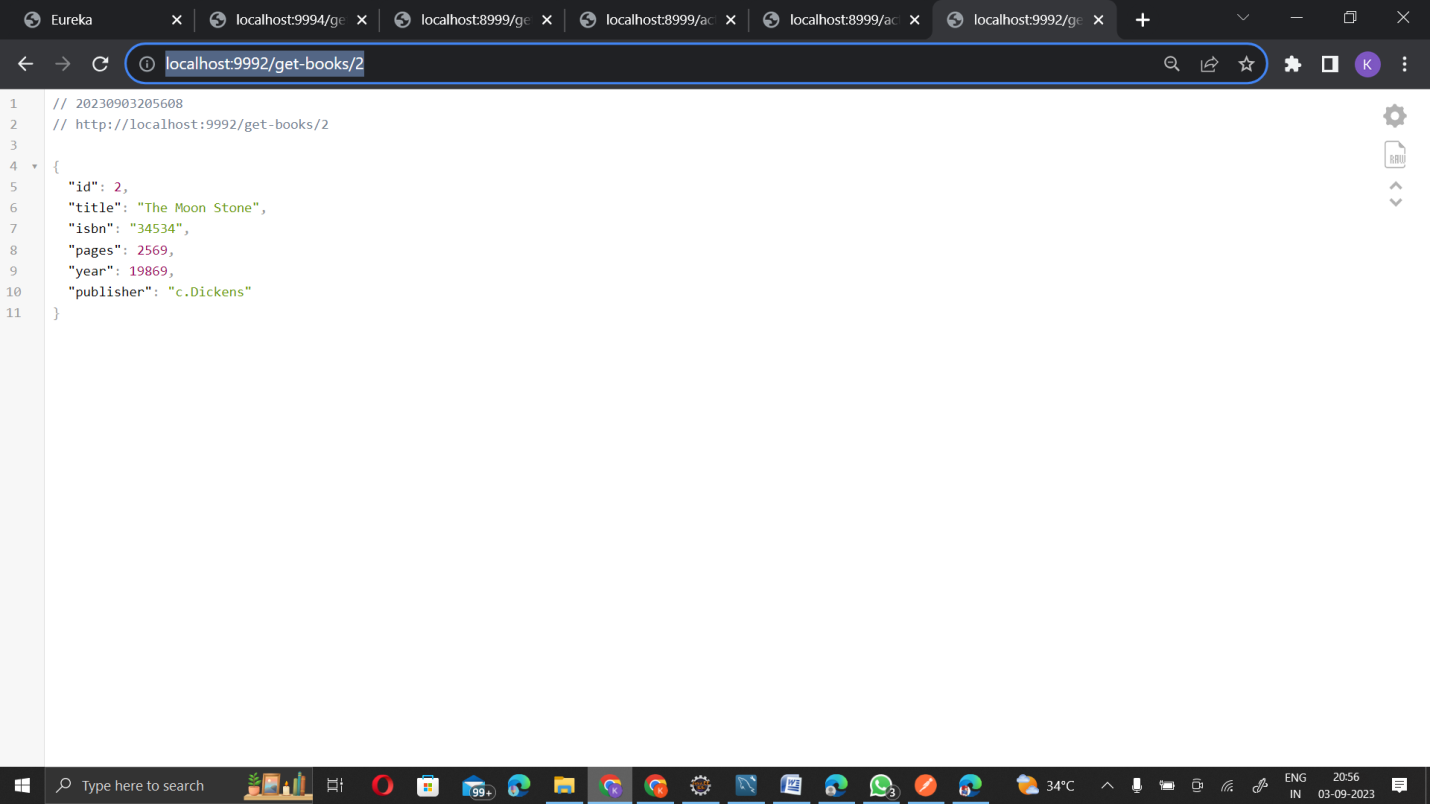 Eureka
localhost:9994/ge
localhost:8999/ge
localhost:8999/act
localhost:8999/act
localhost:9992/ge
localhost:9992/get-books/2
K
1 // 20230903205608
2 // http://localhost:9992/get-books/2
3
4 {
5 "id": 2,
6 "title": "The Moon Stone",
7 "isbn": "34534",
8 "pages": 2569,
9 "year": 19869,
10 "publisher": "c.Dickens"
11 }
RAW
Type here to search
99+
K
K
3
34°C
ENG
IN
20:56
03-09-2023